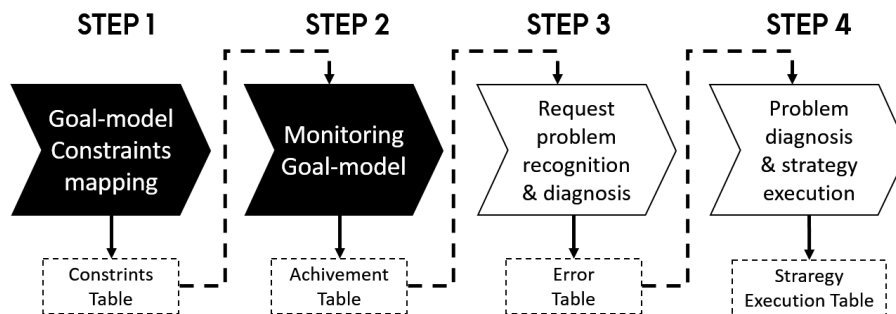 STEP 1
STEP 2
STEP 3
STEP 4
Goal-model
Constraints
mapping
Monitoring
Goal-model
Request
problem
recognition
& diagnosis
Problem
diagnosis
& strategy
execution
Constrints
Table
Achivement
Table
Error
Table
Straregy
Execution Table